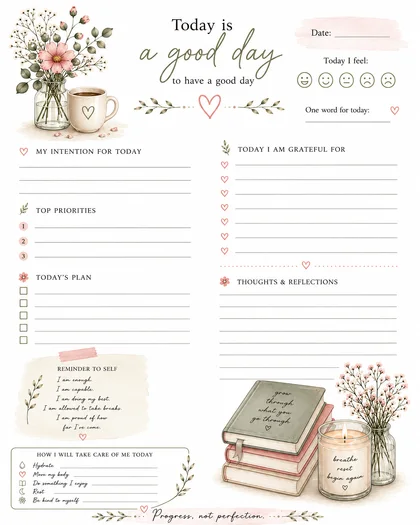 Today is
a good day
to have a good day
Date:
Today I feel:
One word for today:
MY INTENTION FOR TODAY
TOP PRIORITIES
1
2
3
TODAY'S PLAN
REMINDER TO SELF
I am enough.
I am capable.
I am doing my best.
I am allowed to take breaks.
I am proud of how
far I've come.
HOW I WILL TAKE CARE OF ME TODAY
Hydrate
Move my body
Do something I enjoy
Rest
Be kind to myself
TODAY I AM GRATEFUL FOR
THOUGHTS & REFLECTIONS
grow
through
what you
go through
breathe
reset
begin again
Progress, not perfection.